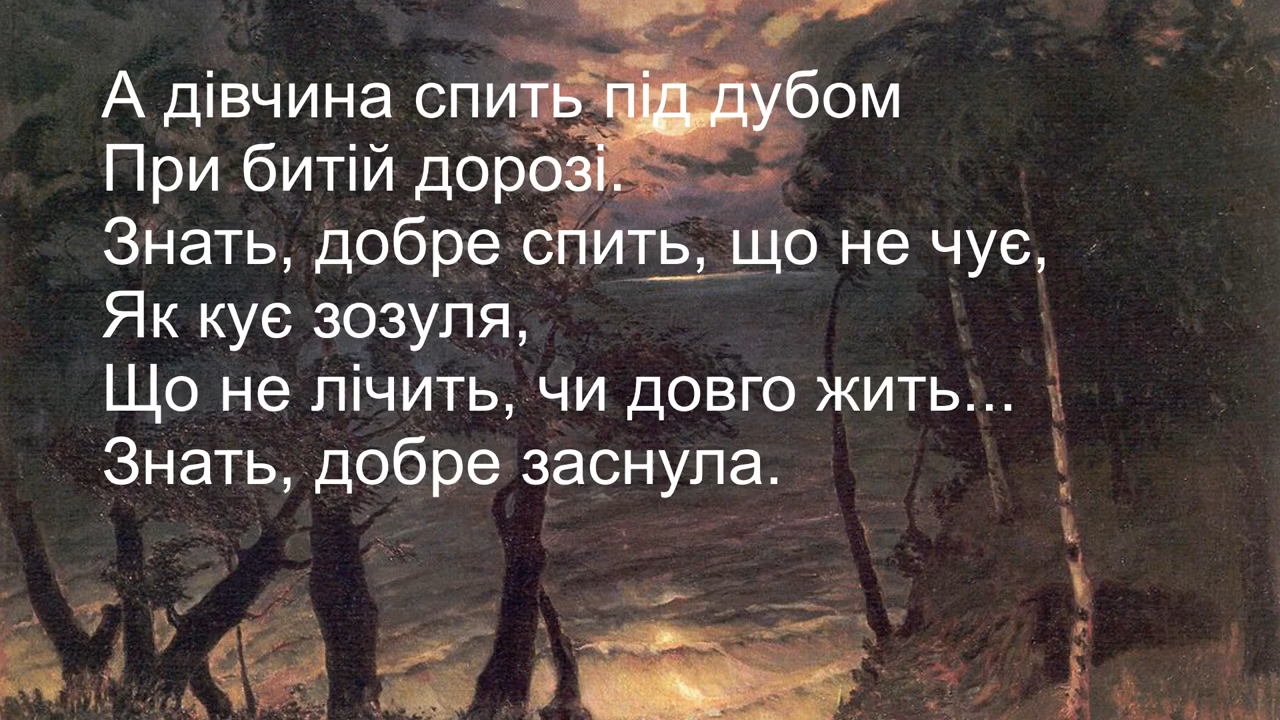 А дівчина спить під дубом
При битій дорозі.
Знать, добре спить, що не чує,
Як кує зозуля,
Що не лічить, чи довго жить...
Знать, добре заснула.